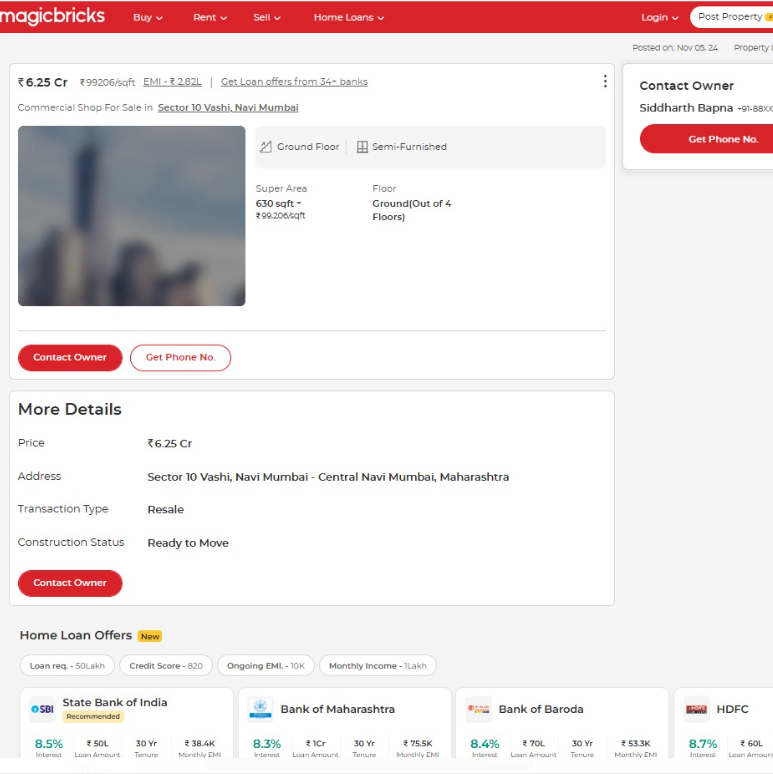 magicbricks
Buy Rent Sell Home Loans Login Post Property
Posted on: Nov 05, 24 Property
₹6.25 Cr ₹99206/sqft EMI - ₹ 2.82L | Get Loan offers from 34+ banks
Commercial Shop For Sale in Sector 10 Vashi, Navi Mumbai
Ground Floor Semi-Furnished
Super Area Floor
630 sqft Ground(Out of 4
₹99,206/sqft Floors)
Contact Owner Get Phone No.
Contact Owner
Siddharth Bapna +91-88XX
Get Phone No.
More Details
Price ₹6.25 Cr
Address Sector 10 Vashi, Navi Mumbai - Central Navi Mumbai, Maharashtra
Transaction Type Resale
Construction Status Ready to Move
Contact Owner
Home Loan Offers New
Loan req. - 50Lakh Credit Score - 820 Ongoing EMI. - 10K Monthly Income - 1Lakh
SBI State Bank of India Bank of Maharashtra Bank of Baroda HDFC
Recommended
8.5% ₹ 50L 30 Yr ₹ 38.4K 8.3% ₹ 1Cr 30 Yr ₹ 75.5K 8.4% ₹ 70L 30 Yr ₹ 53.3K 8.7% ₹ 60L
Interest Loan Amount Tenure Monthly EMI Interest Loan Amount Tenure Monthly EMI Interest Loan Amount Tenure Monthly EMI Interest Loan Amount